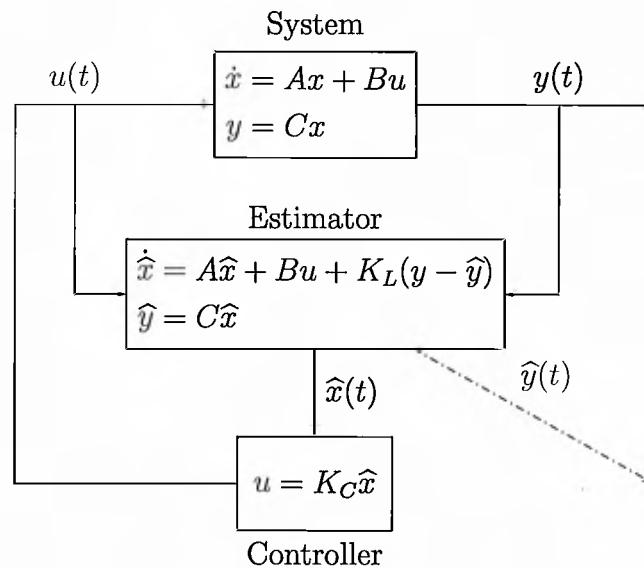 System
u(t)
ẋ = Ax + Bu
y(t)
y = Cx
Estimator
x̂̇ = Ax̂ + Bu + K_L(y − ŷ)
ŷ = Cx̂
x̂(t)
ŷ(t)
u = K_C x̂
Controller